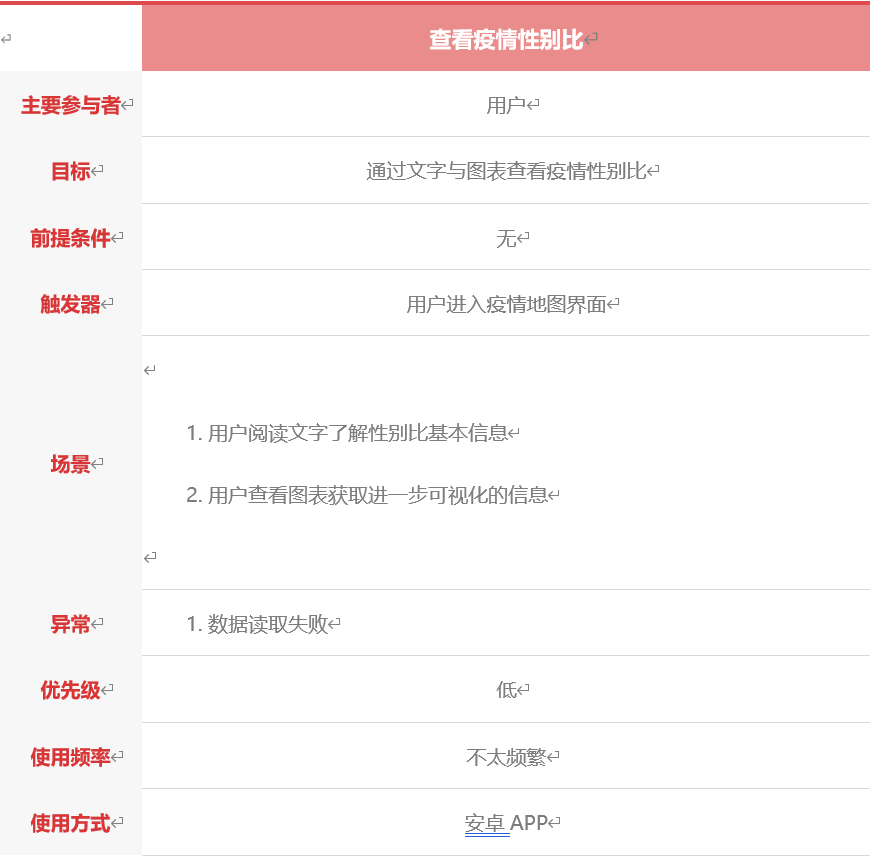 查看疫情性别比
主要参与者 用户
目标 通过文字与图表查看疫情性别比
前提条件 无
触发器 用户进入疫情地图界面
场景
1. 用户阅读文字了解性别比基本信息
2. 用户查看图表获取进一步可视化的信息
异常 1. 数据读取失败
优先级 低
使用频率 不太频繁
使用方式 安卓 APP